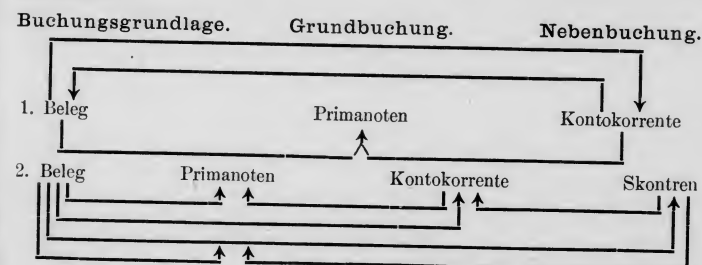 Buchungsgrundlage. Grundbuchung. Nebenbuchung.
1. Beleg Primanoten Kontokorrente
2. Beleg Primanoten Kontokorrente Skontren